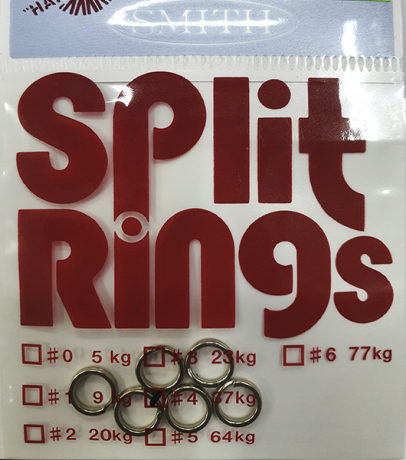 SMITH
Split
Rings
#0 5 kg #3 23kg #6 77kg
#1 9 kg #4 37kg
#2 20kg #5 64kg